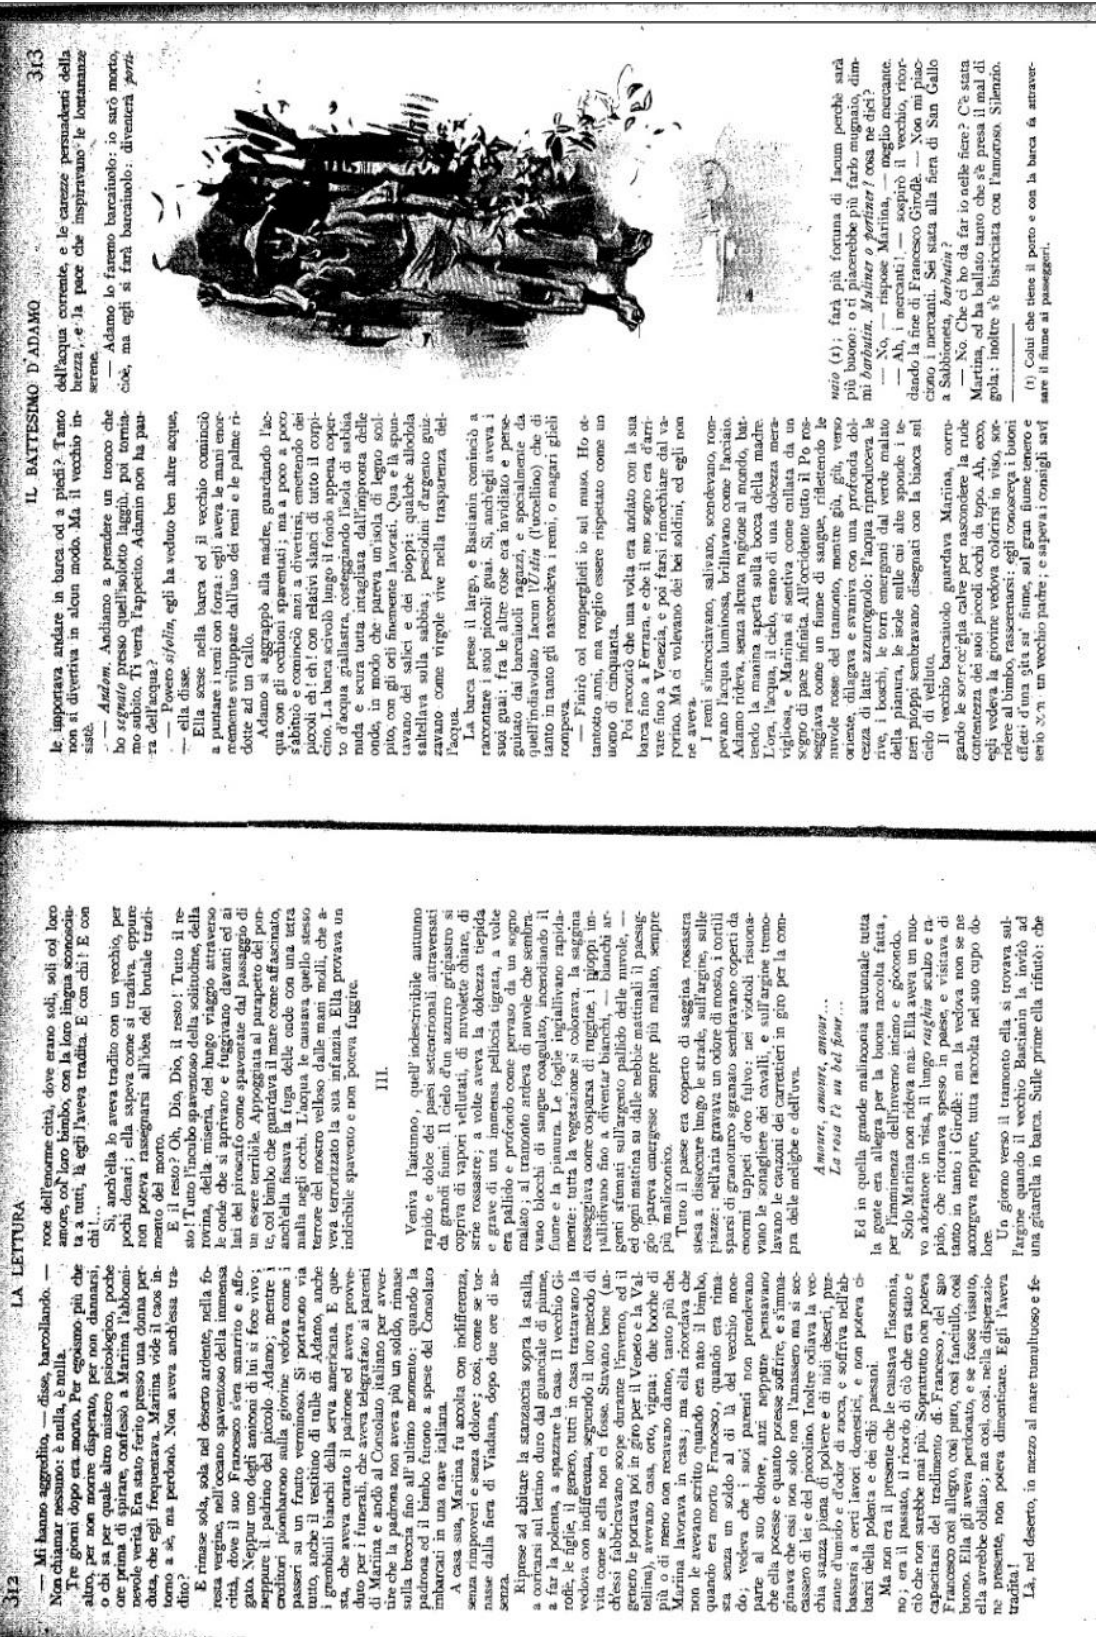 312
LA LETTURA
— Mi hanno aggredito, — disse, barcollando. —
Non chiamar nessuno: è nulla, è nulla.
Tre giorni dopo era morto. Per egoismo più che
altro, per non morire disperato, per non dannarsi,
o chi sa per quale altro mistero psicologico, poche
ore prima di spirare, confessò a Mariina l'abbomi-
nevole verità. Era stato ferito presso una donna per-
duta, che egli frequentava. Mariina vide il caos in-
torno a sè, ma perdonò. Non aveva anch'essa tra-
dito?
E rimase sola, sola nel deserto ardente, nella fo-
resta vergine, nell'oceano spaventoso della immensa
città, dove il suo Francesco s'era smarrito e affo-
gato. Neppur uno degli amiconi di lui si fece vivo;
neppure il padrino del piccolo Adamo; mentre i
creditori piombarono sulla giovine vedova come i
passeri su un frutto verminoso. Si portarono via
tutto, anche il vestitino di tulle di Adamo, anche
i grembiuli bianchi della serva americana. E que-
sta, che aveva curato il padrone ed aveva provve-
duto per i funerali, che aveva telegrafato ai parenti
di Mariina e andò al Consolato italiano per avver-
tire che la padrona non aveva più un soldo, rimase
sulla breccia fino all'ultimo momento: quando la
padrona ed il bimbo furono a spese del Consolato
imbarcati in una nave italiana.
A casa sua, Mariina fu accolta con indifferenza,
senza rimproveri e senza dolore; così, come se tor-
nasse dalla fiera di Viadana, dopo due ore di as-
senza.
Riprese ad abitare la stanzaccia sopra la stalla,
a coricarsi sul lettino duro dal guanciale di piume,
a far la polenta, a spazzare la casa. Il vecchio Gi-
roflè, le figlie, il genero, tutti in casa trattavano la
vedova con indifferenza, seguendo il loro metodo di
vita come se ella non ci fosse. Stavano bene (an-
ch'essi fabbricavano scope durante l'inverno, ed il
genero le portava poi in giro per il Veneto e la Val-
tellina), avevano casa, orto, vigna: due bocche di
più o di meno non recavano danno, tanto più che
Mariina lavorava in casa; ma ella ricordava che
non le avevano scritto quando era nato il bimbo,
quando era morto Francesco, quando era rima-
sta senza un soldo al di là del vecchio mon-
do; vedeva che i suoi parenti non prendevano
parte al suo dolore, anzi neppure pensavano
che ella potesse e quanto potesse soffrire, e s'imma-
ginava che essi non solo non l'amassero ma si sec-
cassero di lei e del piccolino. Inoltre odiava la vec-
chia stanza piena di polvere e di nidi deserti, puz-
zante d'umido e d'odor di zucca, e soffriva nell'ab-
bassarsi a certi lavori domestici, e non poteva ci-
barsi della polenta e dei cibi paesani.
Ma non era il presente che le causava l'insonnia,
no; era il passato, il ricordo di ciò che era stato e
ciò che non sarebbe mai più. Soprattutto non poteva
capacitarsi del tradimento di Francesco, del suo
Francesco così allegro, così puro, così fanciullo, così
buono. Ella gli aveva perdonato, e se fosse vissuto,
ella avrebbe obliato; ma così, così, nella disperazio-
ne presente, non poteva dimenticare. Egli l'aveva
tradita!
Là, nel deserto, in mezzo al mare tumultuoso e fe-
roce dell'enorme città, dove erano soli, soli col loro
amore, col loro bimbo, con la loro lingua sconosciu-
ta a tutti, là egli l'aveva tradita. E con chi! E con
chi!...
Sì, anch'ella lo aveva tradito con un vecchio, per
pochi denari; ella sapeva come si tradiva, eppure
non poteva rassegnarsi all'idea del brutale tradi-
mento del morto.
E il resto? Oh, Dio, Dio, il resto! Tutto il re-
sto! Tutto l'incubo spaventoso della solitudine, della
rovina, della miseria, del lungo viaggio attraverso
le onde che si aprivano e fuggivano davanti ed ai
lati del piroscafo come spaventate dal passaggio di
un essere terribile. Appoggiata al parapetto del pon-
te, col bimbo che guardava il mare come affascinato,
anch'ella fissava la fuga delle onde con una tetra
malìa negli occhi. L'acqua le causava quello stesso
terrore del mostro velloso dalle mani molli, che a-
veva terrorizzato la sua infanzia. Ella provava un
indicibile spavento e non poteva fuggire.
III.
Veniva l'autunno, quell'indescribile autunno
rapido e dolce dei paesi settentrionali attraversati
da grandi fiumi. Il cielo d'un azzurro grigiastro si
copriva di vapori vellutati, di nuvolette chiare, di
strie rossastre; a volte aveva la dolcezza tiepida
e grave di una immensa pelliccia tigrata, a volte
era pallido e profondo come pervaso da un sogno
malato; al tramonto ardeva di nuvole che sembra-
vano blocchi di sangue coagulato, incendiando il
fiume e la pianura. Le foglie ingiallivano rapida-
mente: tutta la vegetazione si colorava, la saggina
rosseggiava come cosparsa di ruggine, i pioppi im-
pallidivano fino a diventar bianchi, — bianchi ar-
genti sfumati sull'argento pallido delle nuvole, —
ed ogni mattina su dalle nebbie mattinali il paesag-
gio pareva emergesse sempre più malato, sempre
più malinconico.
Tutto il paese era coperto di saggina rossastra
stesa a disseccare lungo le strade, sull'argine, sulle
piazze: nell'aria gravava un odore di mosto, i cortili
sparsi di granoturco sgranato sembravano coperti da
enormi tappeti d'oro fulvo: nei viottoli risuona-
vano le sonagliere dei cavalli, e sull'argine tremo-
lavano le canzoni dei carrettieri in giro per la com-
pra delle melighe e dell'uva.
Amoure, amoure, amour...
La rosa l'è un bel fiour...
Ed in quella grande malinconia autunnale tutta
la gente era allegra per la buona raccolta fatta,
per l'imminenza dell'inverno intimo e giocondo.
Solo Mariina non rideva mai. Ella aveva un nuo-
vo adoratore in vista, il lungo rasghin scalzo e ra-
pido, che ritornava spesso in paese, e visitava di
tanto in tanto i Giroflè: ma la vedova non se ne
accorgeva neppure, tutta raccolta nel suo cupo do-
lore.
Un giorno verso il tramonto ella si trovava sul-
l'argine quando il vecchio Bastianin la invitò ad
una gitarella in barca. Sulle prime ella rifiutò: che
IL BATTESIMO D'ADAMO
313
le importava andare in barca od a piedi? Tanto
non si divertiva in alcun modo. Ma il vecchio in-
sistè.
— Andom. Andiamo a prendere un tronco che
ho segnato presso quell'isolotto laggiù, poi tornia-
mo subito. Ti verrà l'appetito. Adamin non ha pau-
ra dell'acqua?
— Povero sifolin, egli ha veduto ben altre acque,
— ella disse.
Ella scese nella barca ed il vecchio cominciò
a puntare i remi con forza: egli aveva le mani enor-
memente sviluppate dall'uso dei remi e le palme ri-
dotte ad un callo.
Adamo si aggrappò alla madre, guardando l'ac-
qua con gli occhioni spaventati; ma a poco a poco
s'abituò e cominciò anzi a divertirsi, emettendo dei
piccoli eh! eh! con relativi slanci di tutto il corpi-
cino. La barca scivolò lungo il fondo appena coper-
to d'acqua giallastra, costeggiando l'isola di sabbia
nuda e scura tutta intagliata dall'impronta delle
onde, in modo che pareva un'isola di legno scol-
pito, con gli orli finemente lavorati. Qua e là spun-
tavano dei salici e dei pioppi: qualche allodola
saltellava sulla sabbia; pesciolini d'argento guiz-
zavano come virgole vive nella trasparenza del-
l'acqua.
La barca prese il largo, e Bastianin cominciò a
raccontare i suoi piccoli guai. Sì, anch'egli aveva i
suoi guai: fra le altre cose era invidiato e perse-
guitato dai barcaiuoli ragazzi, e specialmente da
quell'indiavolato Iacum l'Ustin (l'uccellino) che di
tanto in tanto gli nascondeva i remi, o magari glieli
rompeva.
— Finirò col romperglieli io sul muso. Ho ot-
tantotto anni, ma voglio essere rispettato come un
uomo di cinquanta.
Poi raccontò che una volta era andato con la sua
barca fino a Ferrara, e che il suo sogno era d'arri-
vare fino a Venezia, e poi farsi rimorchiare dal va-
porino. Ma ci volevano dei bei soldini, ed egli non
ne aveva.
I remi s'incrociavano, salivano, scendevano, rom-
pevano l'acqua luminosa, brillavano come l'acciaio.
Adamo rideva, senza alcuna ragione al mondo, bat-
tendo la manina aperta sulla bocca della madre.
L'ora, l'acqua, il cielo, erano di una dolcezza mera-
vigliosa, e Mariina si sentiva come cullata da un
sogno di pace infinita. All'occidente tutto il Po ros-
seggiava come un fiume di sangue, riflettendo le
nuvole rosse del tramonto, mentre giù, giù, verso
oriente, dilagava e svaniva con una profonda dol-
cezza di latte azzurrognolo: l'acqua riproduceva le
rive, i boschi, le torri emergenti dal verde malato
della pianura, le isole sulle cui alte sponde i te-
neri pioppi sembravano disegnati con la biacca sul
cielo di velluto.
Il vecchio barcaiuolo guardava Mariina, corru-
gando le sopracciglia calve per nascondere la rude
contentezza dei suoi piccoli occhi da topo. Ah, ecco,
egli vedeva la giovine vedova colorirsi in viso, sor-
ridere al bimbo, rasserenarsi: egli conosceva i buoni
effetti d'una gita su fiume, sul gran fiume sereno e
serio com un vecchio padre; e sapeva i consigli savi
dell'acqua corrente, e le carezze persuadenti della
brezza, e la pace che inspiravano le lontananze
serene.
— Adamo lo faremo barcaiuolo: io sarò morto,
cioè, ma egli si farà barcaiuolo: diventerà porti-
naio (1); farà più fortuna di Iacum perchè sarà
più buono: o ti piacerebbe più farlo mugnaio, dim-
mi barbutin. Muliner o portiner? cosa ne dici?
— No, — rispose Mariina, — meglio mercante.
— Ah, i mercanti!, — sospirò il vecchio, ricor-
dando la fine di Francesco Giroflè. — Non mi piac-
ciono i mercanti. Sei stata alla fiera di San Gallo
a Sabbioneta, barbutin?
— No. Che ci ho da far io nelle fiere? C'è stata
Martina, ed ha ballato tanto che s'è presa il mal di
gola: inoltre s'è bisticciata con l'amoroso. Silenzio.
(1) Colui che tiene il porto e con la barca fa attraver-
sare il fiume ai passeggeri.